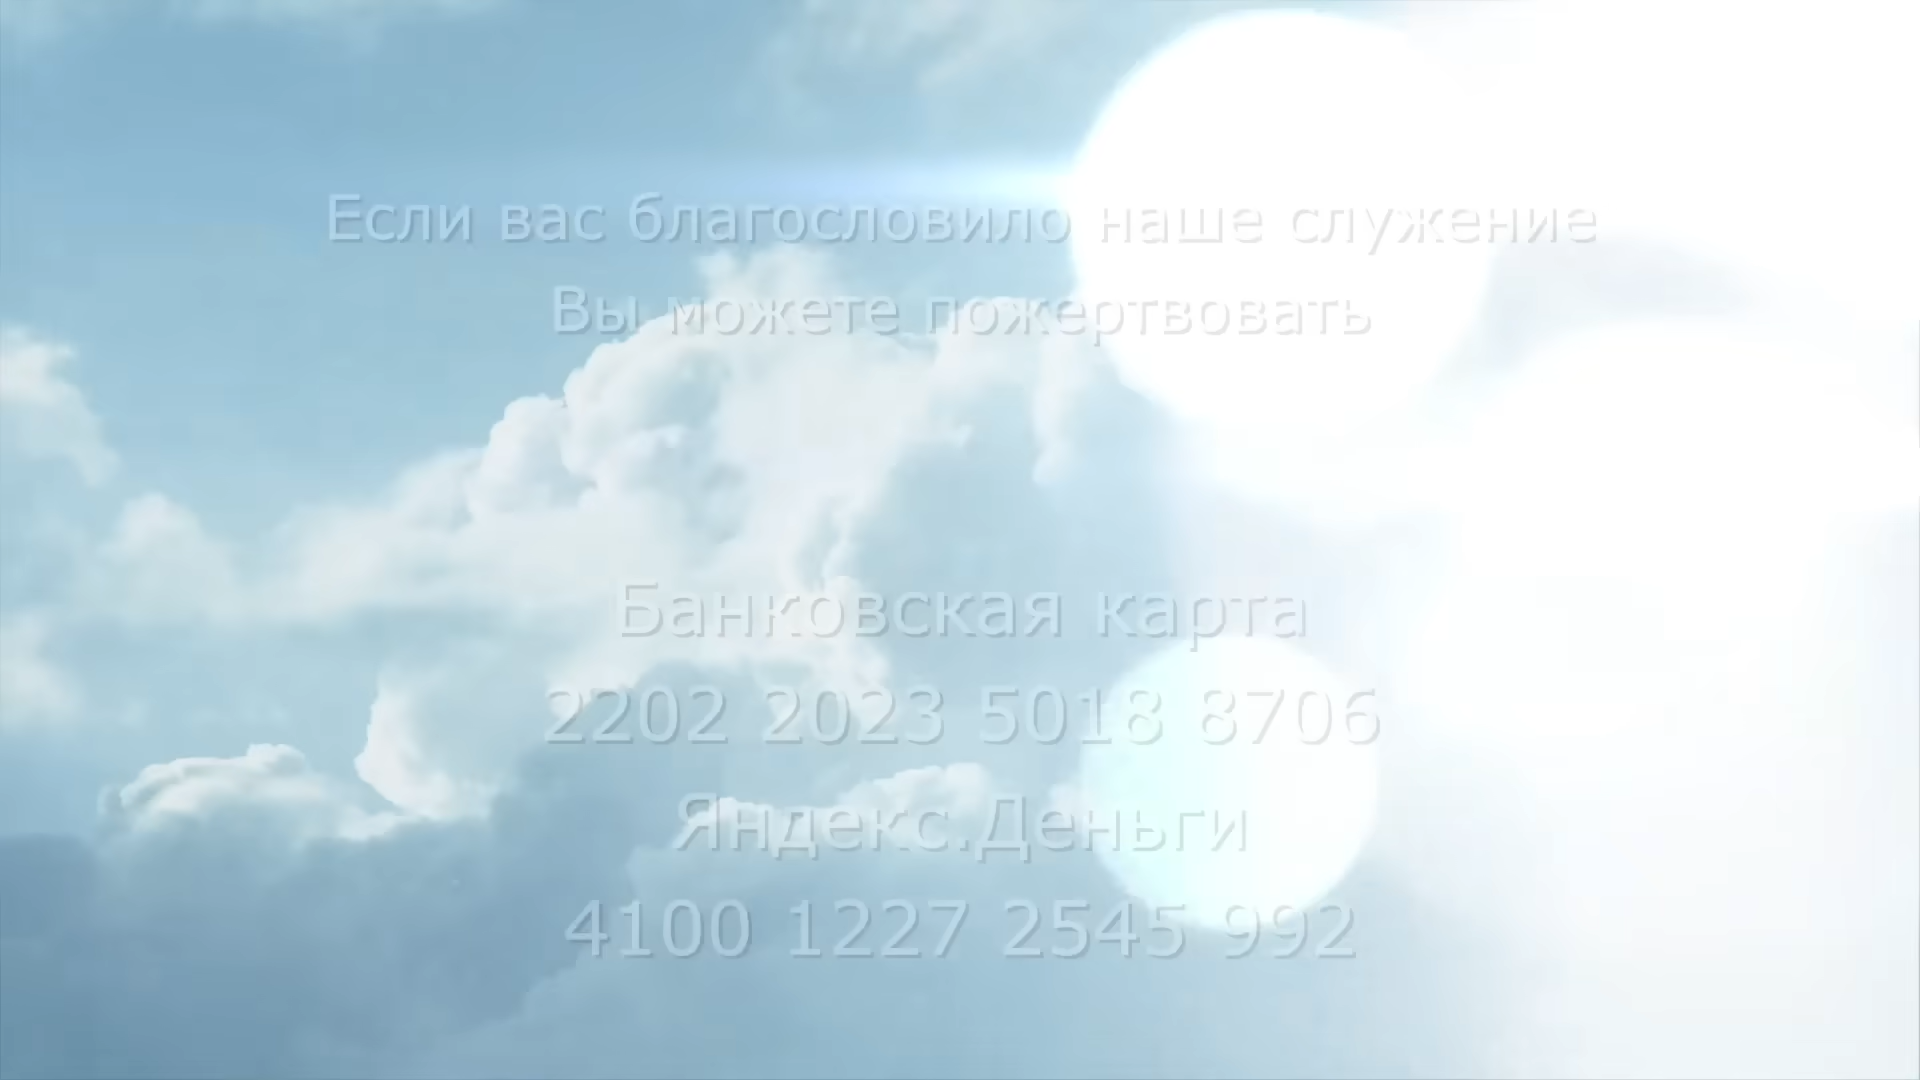 Если вас благословило наше служение
Вы можете пожертвовать
Банковская карта
2202 2023 5018 8706
Яндекс.Деньги
4100 1227 2545 992